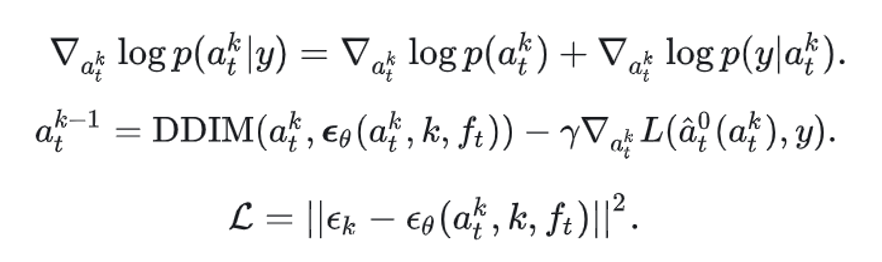 ∇_{a_t^k} log p(a_t^k|y) = ∇_{a_t^k} log p(a_t^k) + ∇_{a_t^k} log p(y|a_t^k).
a_t^{k−1} = DDIM(a_t^k, ϵ_θ(a_t^k, k, f_t)) − γ∇_{a_t^k} L(â_t^0(a_t^k), y).
ℒ = ||ϵ_k − ϵ_θ(a_t^k, k, f_t)||^2.